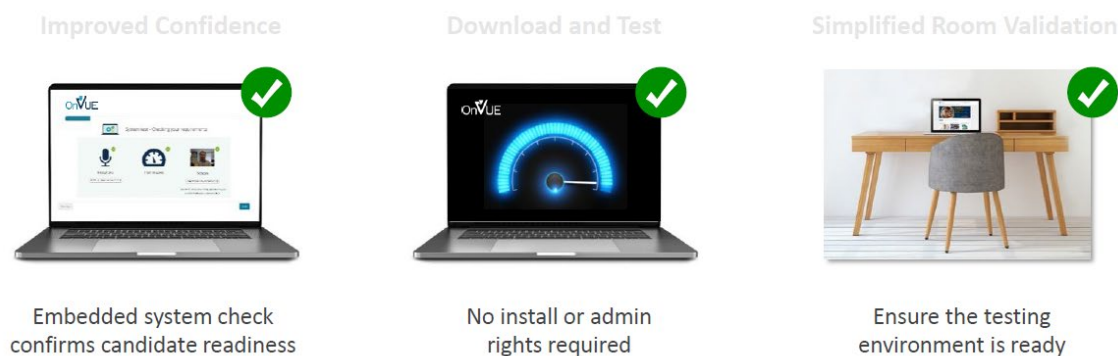 Improved Confidence
OnVUE
Embedded system check
confirms candidate readiness
Download and Test
OnVUE
No install or admin
rights required
Simplified Room Validation
Ensure the testing
environment is ready